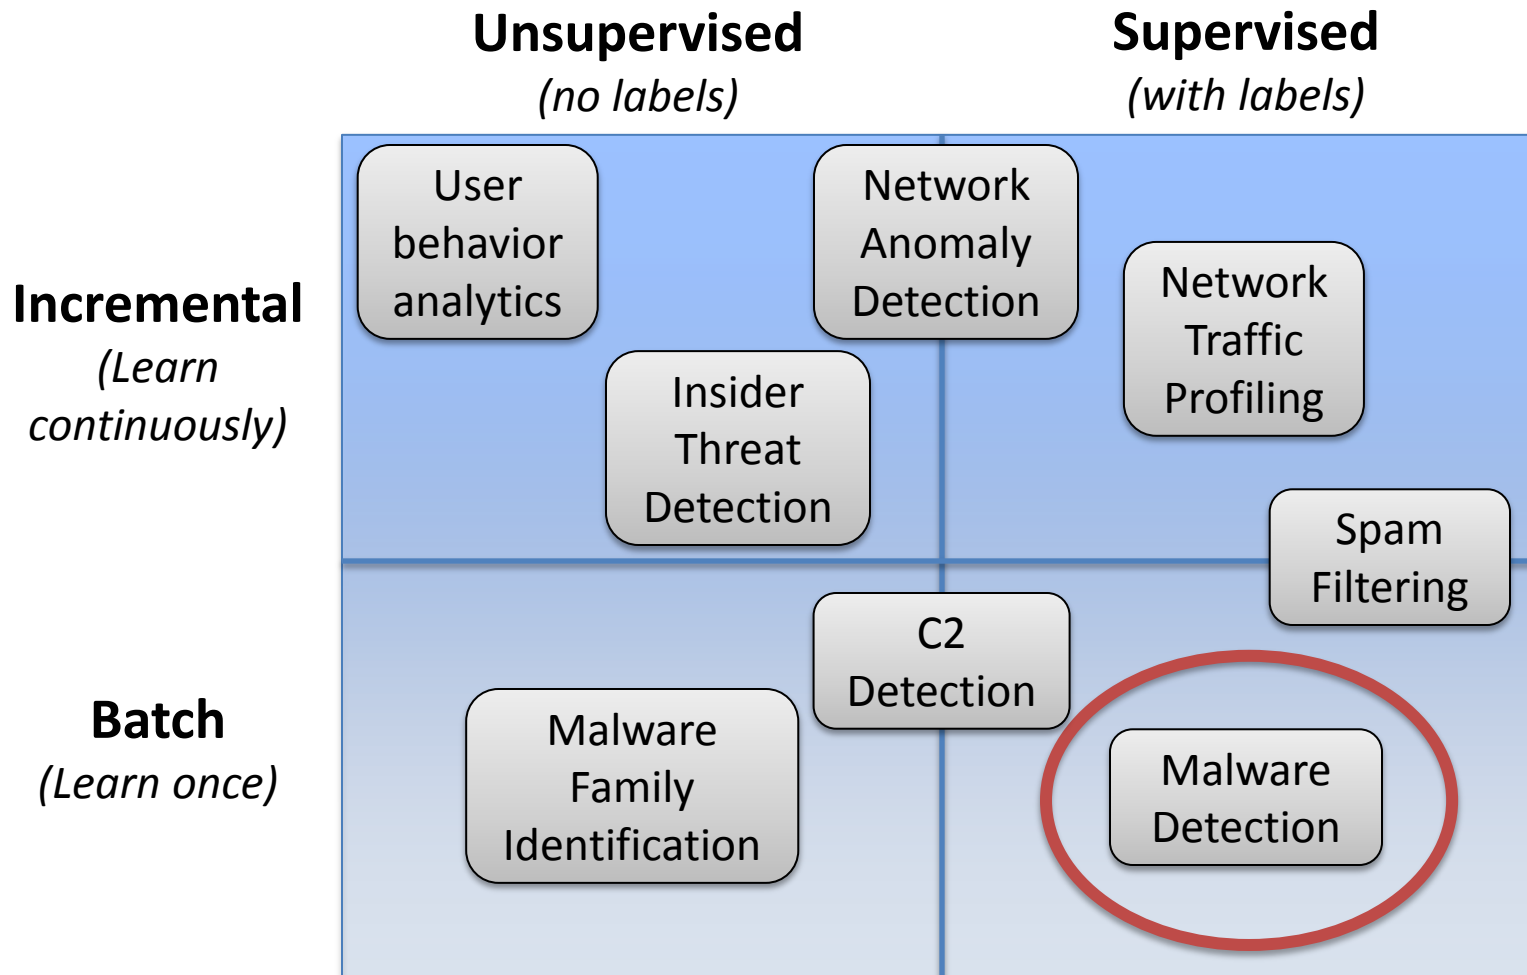 Unsupervised
(no labels)
Supervised
(with labels)
Incremental
(Learn
continuously)
User
behavior
analytics
Network
Anomaly
Detection
Network
Traffic
Profiling
Insider
Threat
Detection
Spam
Filtering
Batch
(Learn once)
C2
Detection
Malware
Family
Identification
Malware
Detection